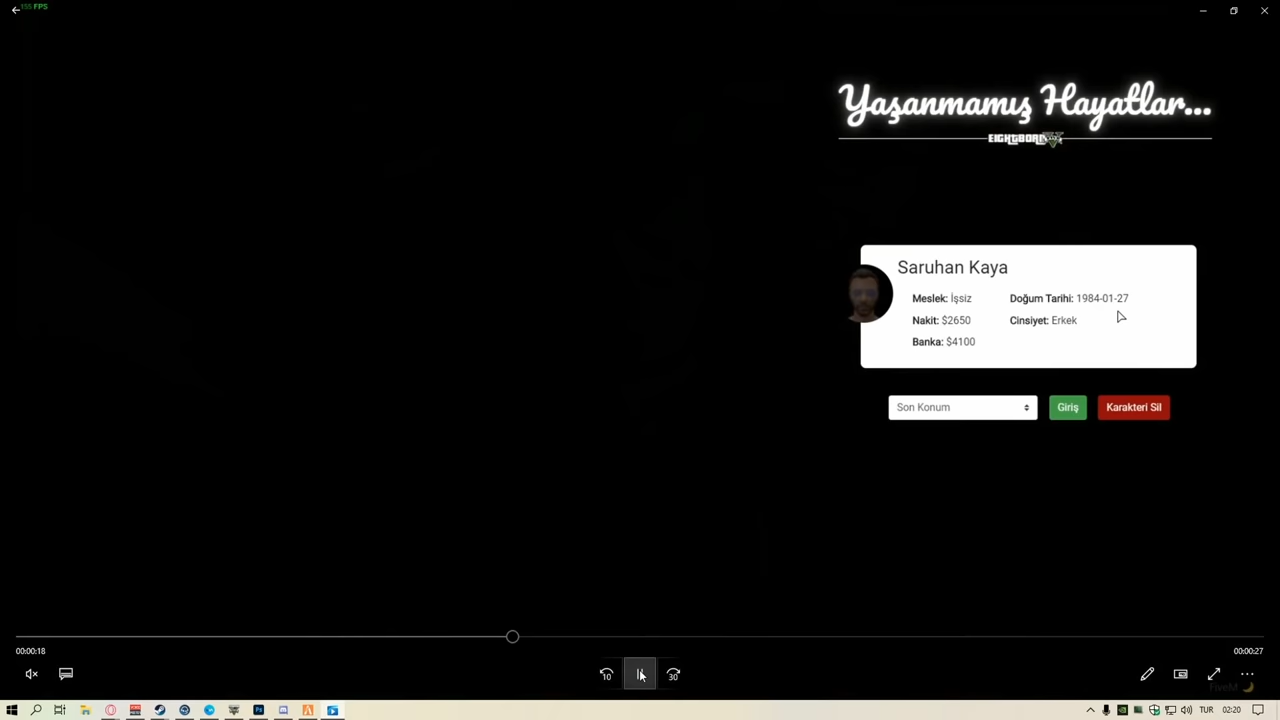 155 FPS
Yaşanmamış Hayatlar...
EIGHTBORN V
Saruhan Kaya
Meslek: İşsiz Doğum Tarihi: 1984-01-27
Nakit: $2650 Cinsiyet: Erkek
Banka: $4100
Son Konum Giriş Karakteri Sil
00:00:18 00:00:27
10 30
FiveM
TUR 02:20